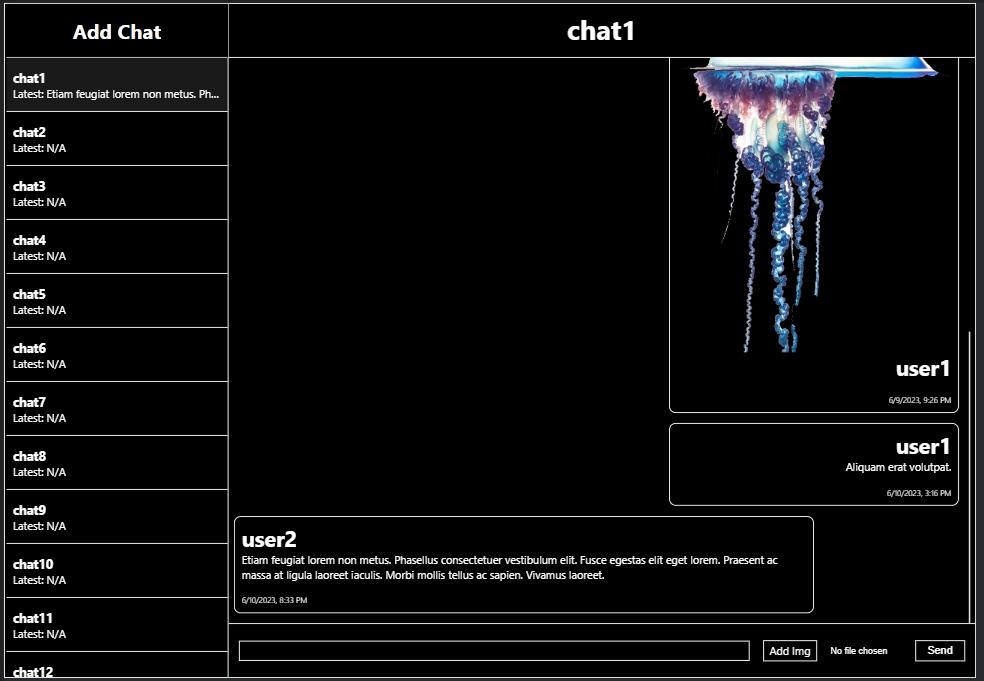 Add Chat
chat1
chat1
Latest: Etiam feugiat lorem non metus. Ph...
chat2
Latest: N/A
chat3
Latest: N/A
chat4
Latest: N/A
chat5
Latest: N/A
chat6
Latest: N/A
chat7
Latest: N/A
chat8
Latest: N/A
chat9
Latest: N/A
chat10
Latest: N/A
chat11
Latest: N/A
chat12
user1
6/9/2023, 9:26 PM
user1
Aliquam erat volutpat.
6/10/2023, 3:16 PM
user2
Etiam feugiat lorem non metus. Phasellus consectetuer vestibulum elit. Fusce egestas elit eget lorem. Praesent ac
massa at ligula laoreet iaculis. Morbi mollis tellus ac sapien. Vivamus laoreet.
6/10/2023, 8:33 PM
Add Img
No file chosen
Send